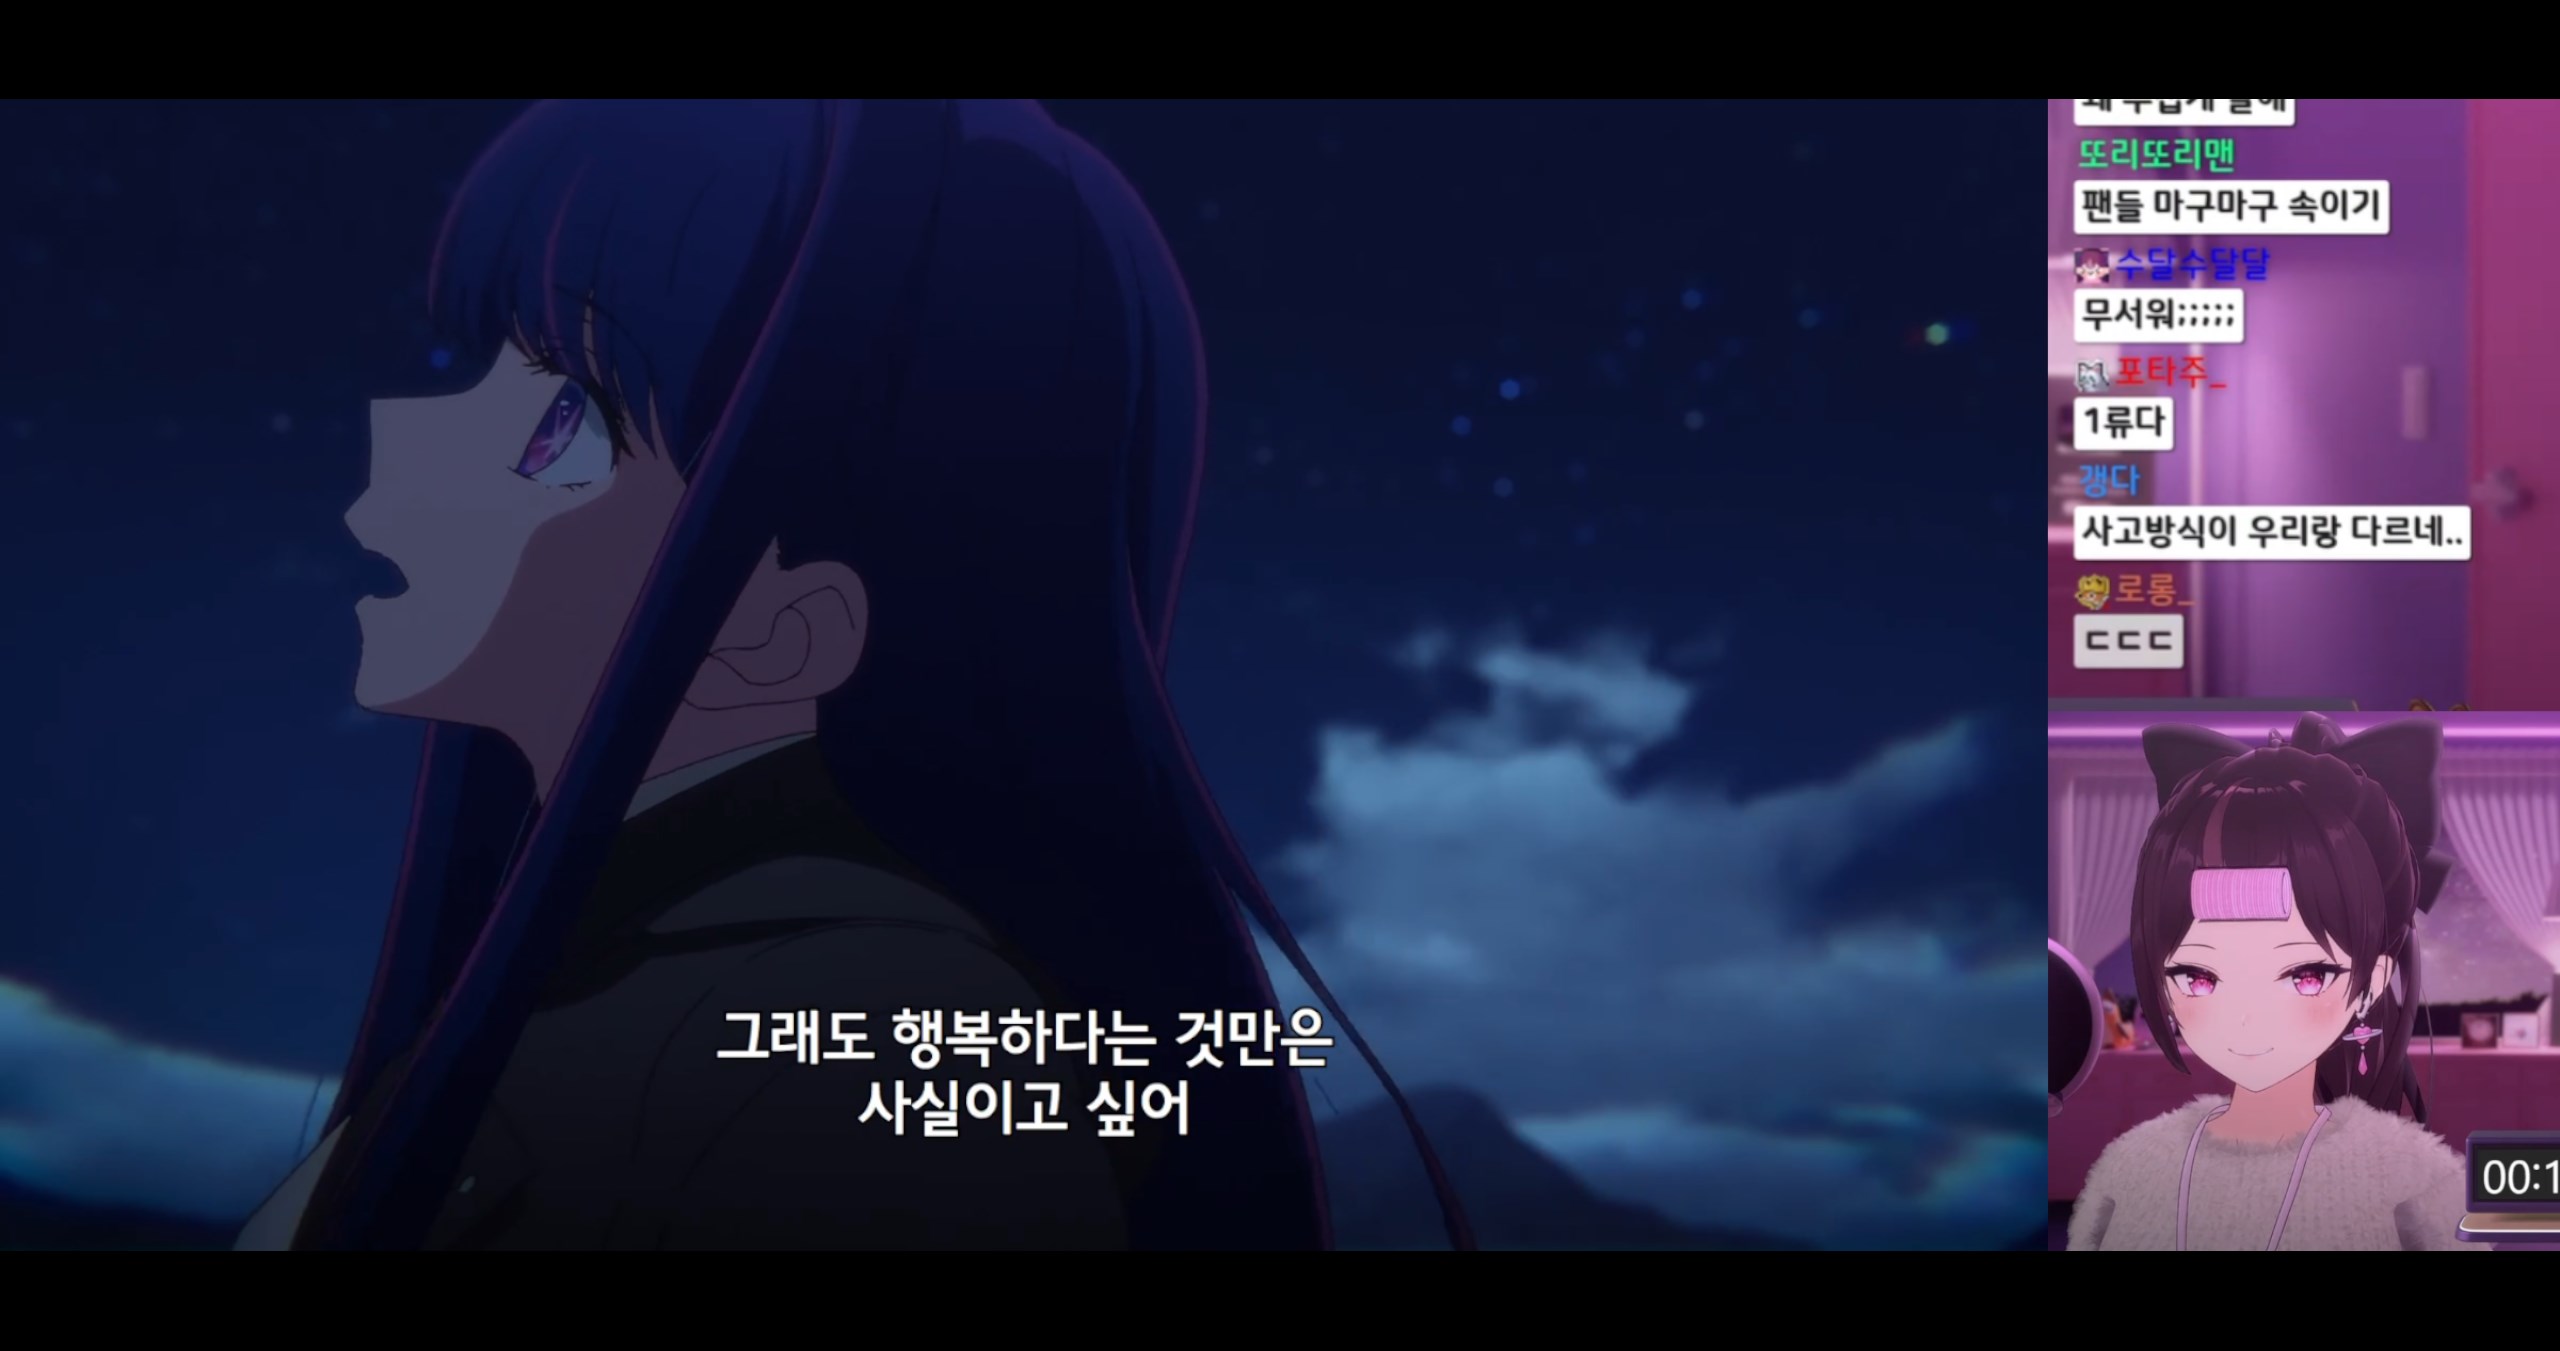 그래도 행복하다는 것만은
사실이고 싶어
또리또리맨
팬들 마구마구 속이기
수달수달달
무서워;;;;;
포타주_
1류다
갱다
사고방식이 우리랑 다르네..
로롱_
ㄷㄷㄷ
00:1